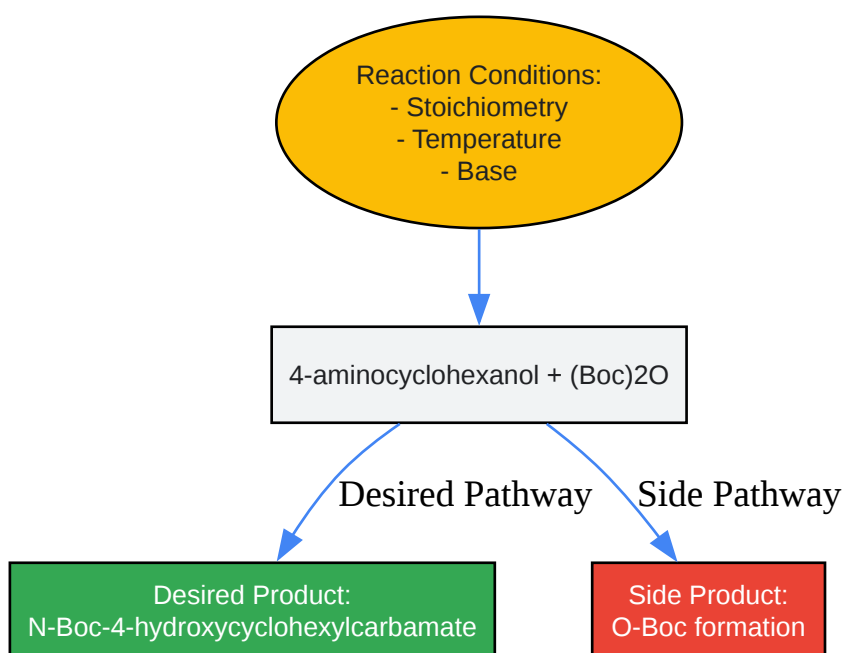 Reaction Conditions:
- Stoichiometry
- Temperature
- Base
4-aminocyclohexanol + (Boc)2O
Desired Pathway
Side Pathway
Desired Product:
N-Boc-4-hydroxycyclohexylcarbamate
Side Product:
O-Boc formation